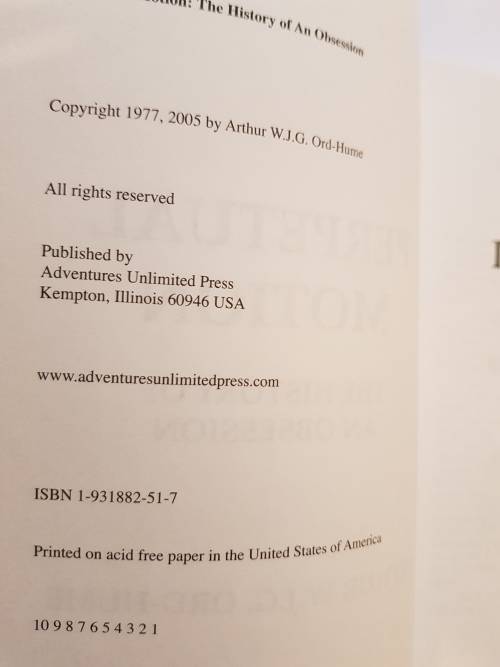 The History of An Obsession
Copyright 1977, 2005 by Arthur W.J.G. Ord-Hume
All rights reserved
Published by
Adventures Unlimited Press
Kempton, Illinois 60946 USA
www.adventuresunlimitedpress.com
ISBN 1-931882-51-7
Printed on acid free paper in the United States of America
10 9 8 7 6 5 4 3 2 1